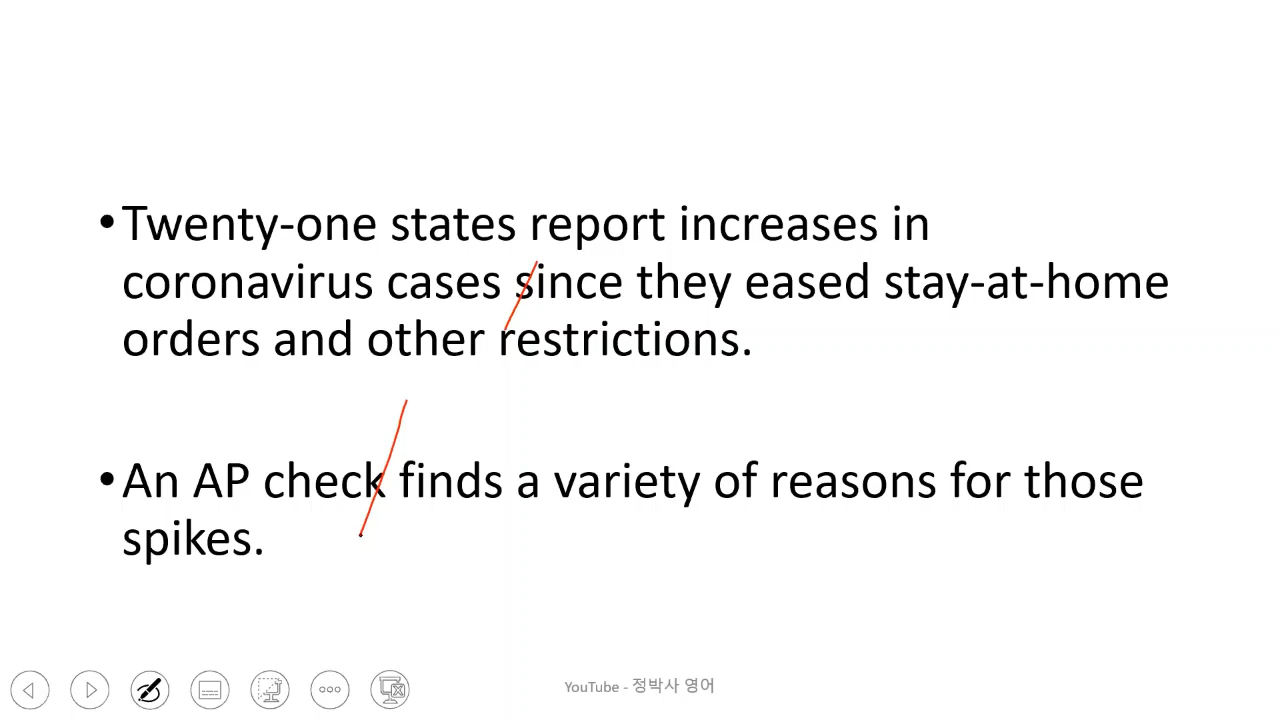 •Twenty-one states report increases in
coronavirus cases since they eased stay-at-home
orders and other restrictions.
•An AP check finds a variety of reasons for those
spikes.
YouTube - 정박사 영어